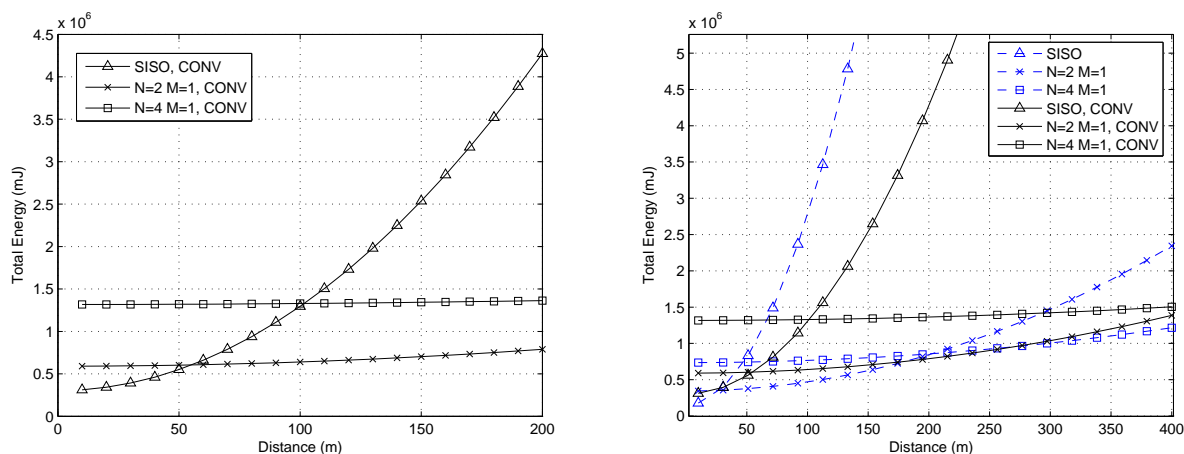 x 10^6
4.5
4
3.5
3
2.5
2
1.5
1
0.5
0
Total Energy (mJ)
SISO, CONV
N=2 M=1, CONV
N=4 M=1, CONV
0 50 100 150 200
Distance (m)
x 10^6
5
4.5
4
3.5
3
2.5
2
1.5
1
0.5
0
Total Energy (mJ)
SISO
N=2 M=1
N=4 M=1
SISO, CONV
N=2 M=1, CONV
N=4 M=1, CONV
50 100 150 200 250 300 350 400
Distance (m)